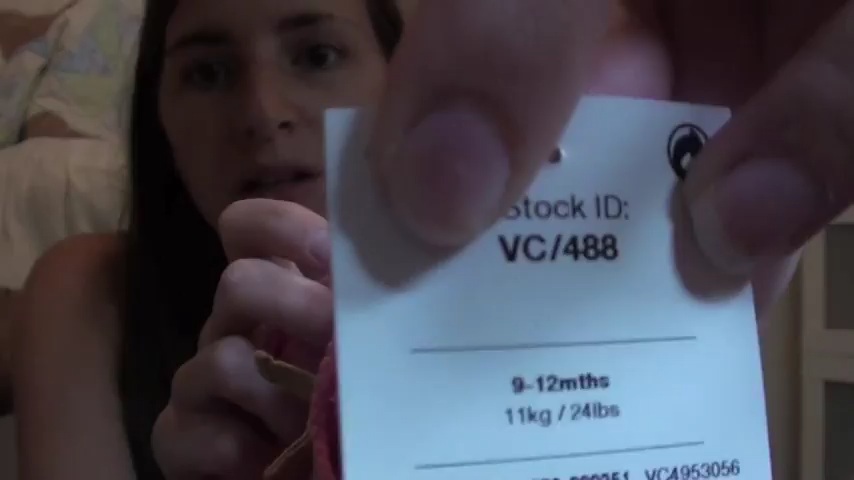 Stock ID:
VC/488
9-12mths
11kg / 24lbs
VC4953056